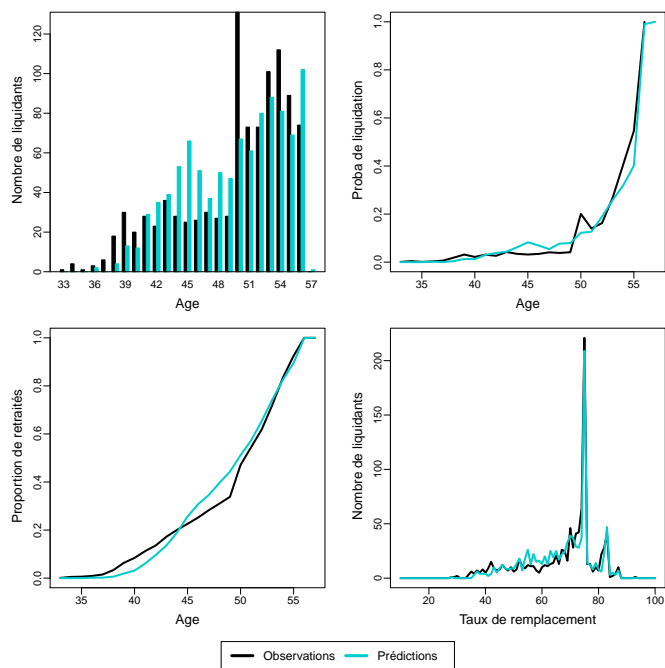 Nombre de liquidants
0 20 40 60 80 100 120
33 36 39 42 45 48 51 54 57
Age
Proba de liquidation
0.0 0.2 0.4 0.6 0.8 1.0
35 40 45 50 55
Age
Proportion de retraités
0.0 0.2 0.4 0.6 0.8 1.0
35 40 45 50 55
Age
Nombre de liquidants
0 50 100 150 200
20 40 60 80 100
Taux de remplacement
Observations Prédictions